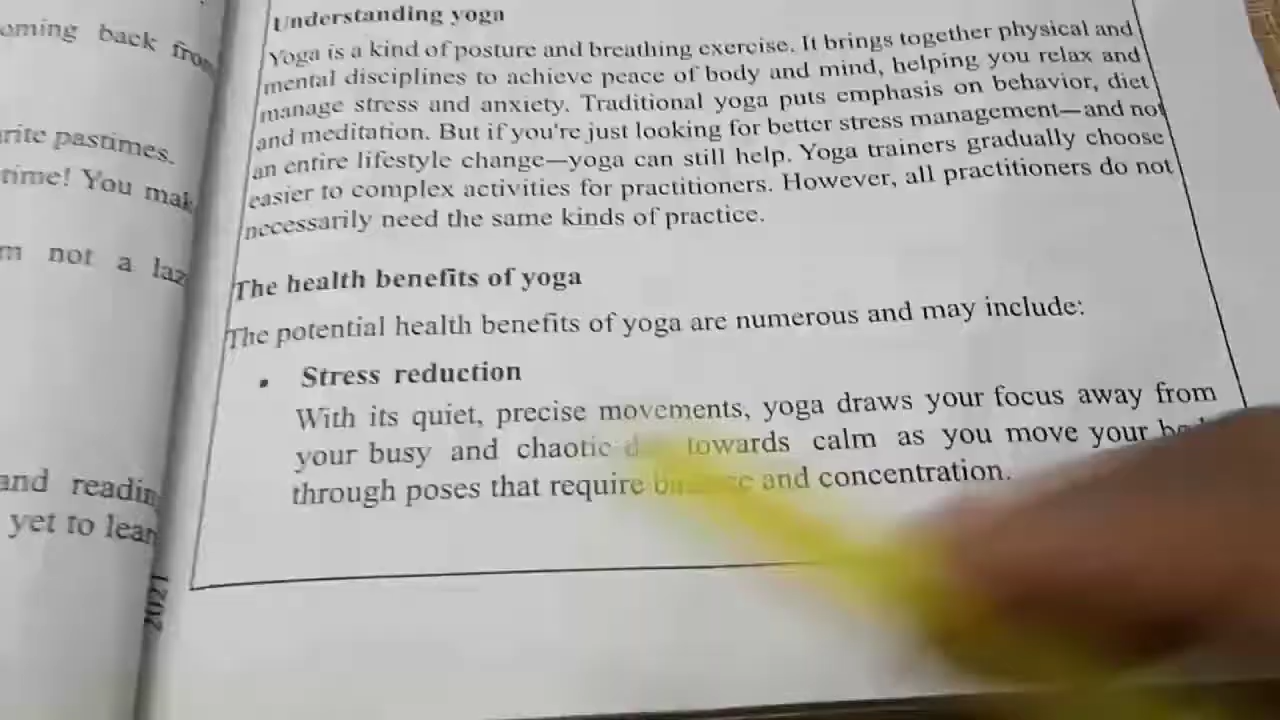 oming back from
rite pastimes.
time! You mak
m not a laz
and readin
yet to lear
2021
Understanding yoga
Yoga is a kind of posture and breathing exercise. It brings together physical and
mental disciplines to achieve peace of body and mind, helping you relax and
manage stress and anxiety. Traditional yoga puts emphasis on behavior, diet
and meditation. But if you're just looking for better stress management—and not
an entire lifestyle change—yoga can still help. Yoga trainers gradually choose
easier to complex activities for practitioners. However, all practitioners do not
necessarily need the same kinds of practice.
The health benefits of yoga
The potential health benefits of yoga are numerous and may include:
• Stress reduction
With its quiet, precise movements, yoga draws your focus away from
your busy and chaotic towards calm as you move your
through poses that require and concentration.